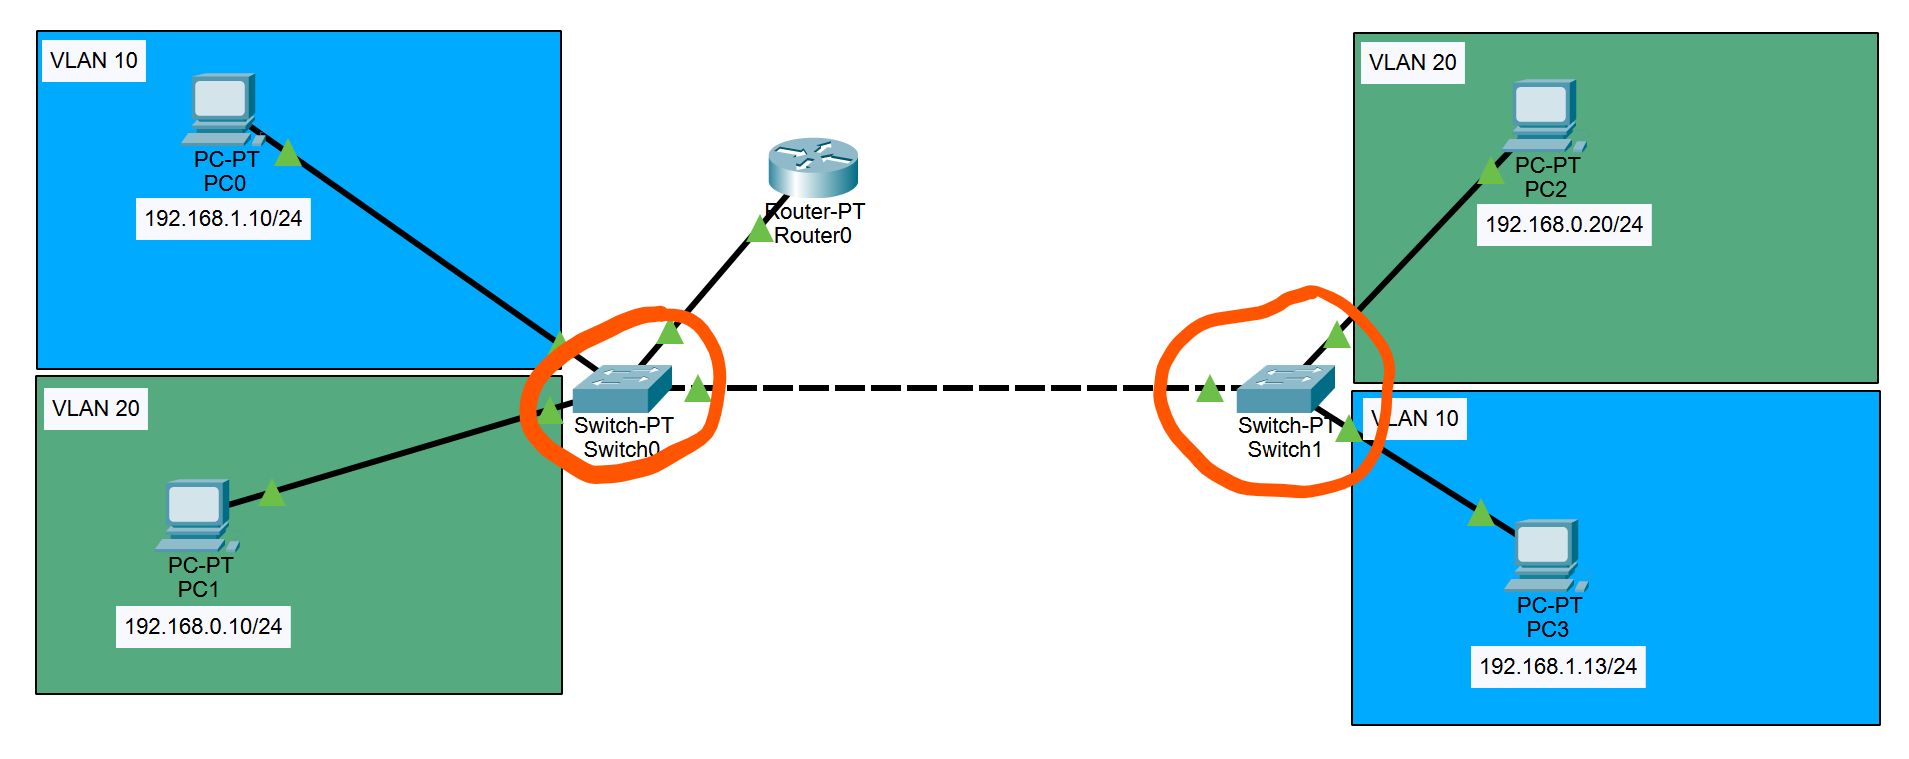 VLAN 10
PC-PT
PC0
192.168.1.10/24
VLAN 20
PC-PT
PC1
192.168.0.10/24
Router-PT
Router0
Switch-PT
Switch0
Switch-PT
Switch1
VLAN 20
PC-PT
PC2
192.168.0.20/24
VLAN 10
PC-PT
PC3
192.168.1.13/24